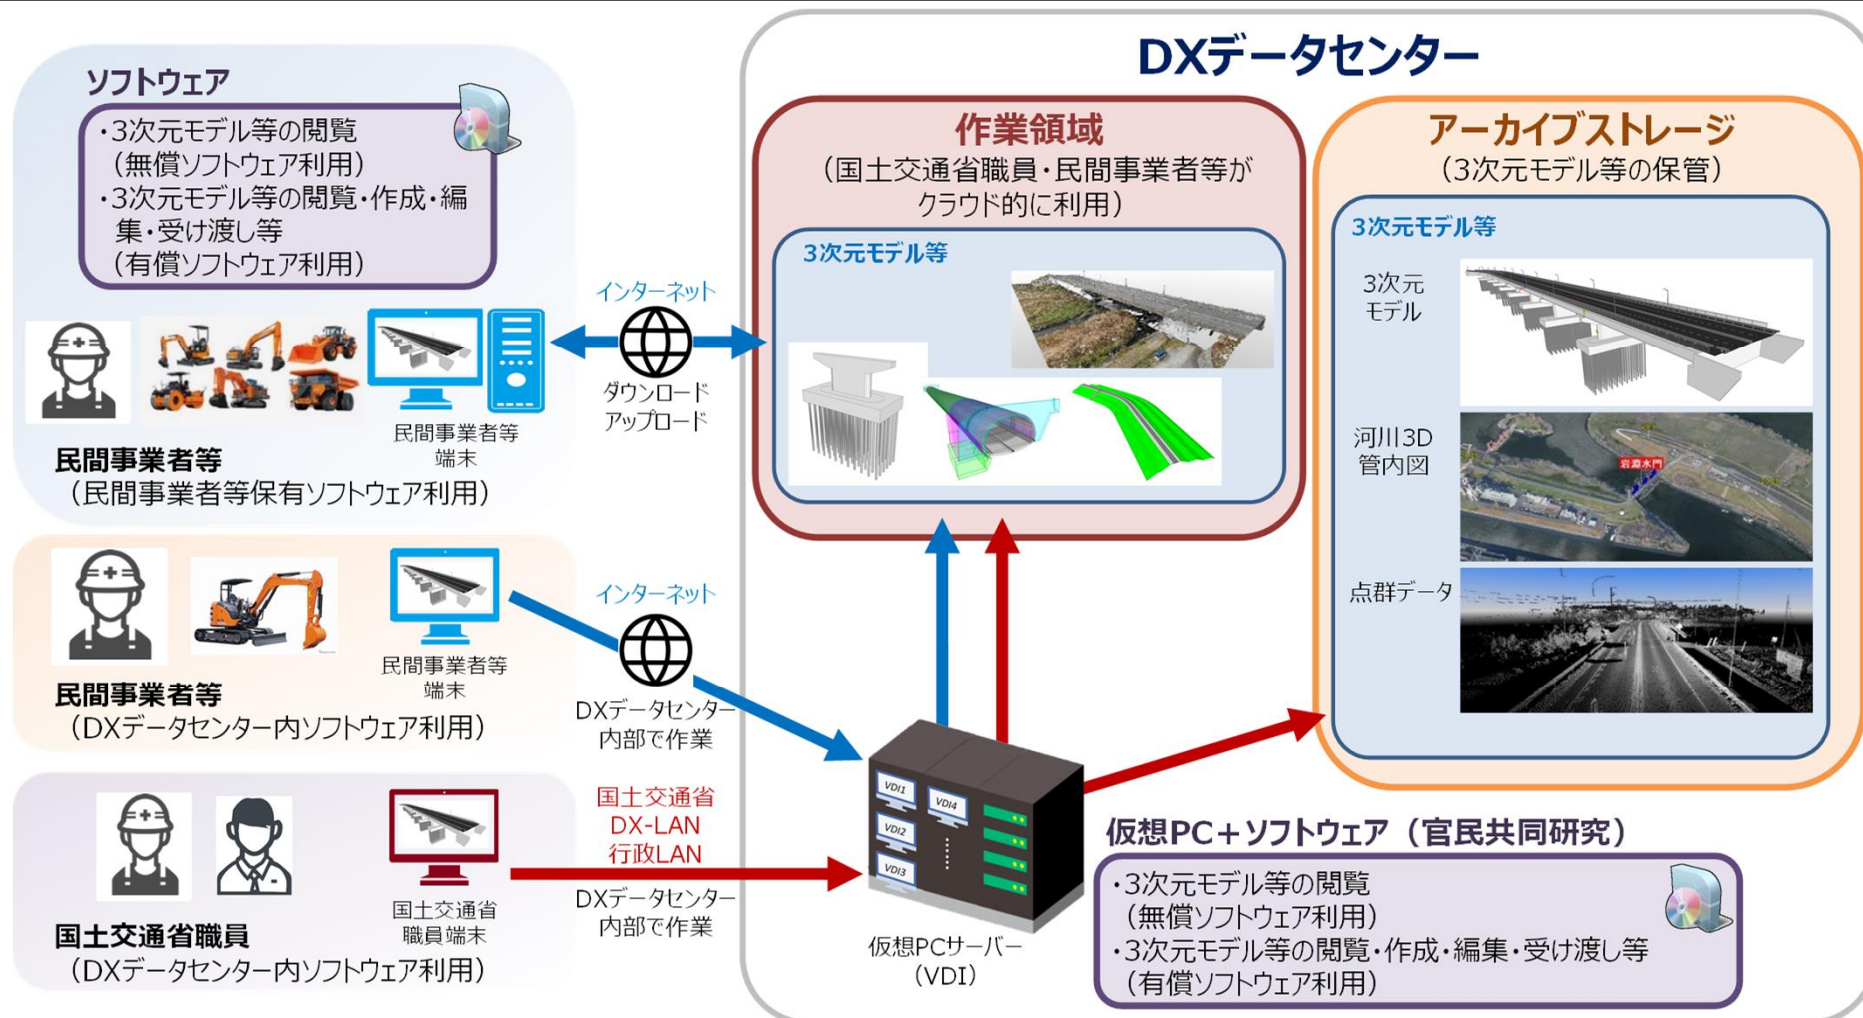 DXデータセンター
ソフトウェア
・3次元モデル等の閲覧
（無償ソフトウェア利用）
・3次元モデル等の閲覧・作成・編
集・受け渡し等
（有償ソフトウェア利用）
民間事業者等
端末
民間事業者等
（民間事業者等保有ソフトウェア利用）
インターネット
ダウンロード
アップロード
作業領域
（国土交通省職員・民間事業者等が
クラウド的に利用）
3次元モデル等
アーカイブストレージ
（3次元モデル等の保管）
3次元モデル等
3次元
モデル
河川3D
管内図
岩淵水門
点群データ
民間事業者等
端末
民間事業者等
（DXデータセンター内ソフトウェア利用）
インターネット
DXデータセンター
内部で作業
国土交通省
職員端末
国土交通省職員
（DXデータセンター内ソフトウェア利用）
国土交通省
DX-LAN
行政LAN
DXデータセンター
内部で作業
VDI1
VDI4
VDI2
VDI3
仮想PCサーバー
（VDI）
仮想PC＋ソフトウェア（官民共同研究）
・3次元モデル等の閲覧
（無償ソフトウェア利用）
・3次元モデル等の閲覧・作成・編集・受け渡し等
（有償ソフトウェア利用）